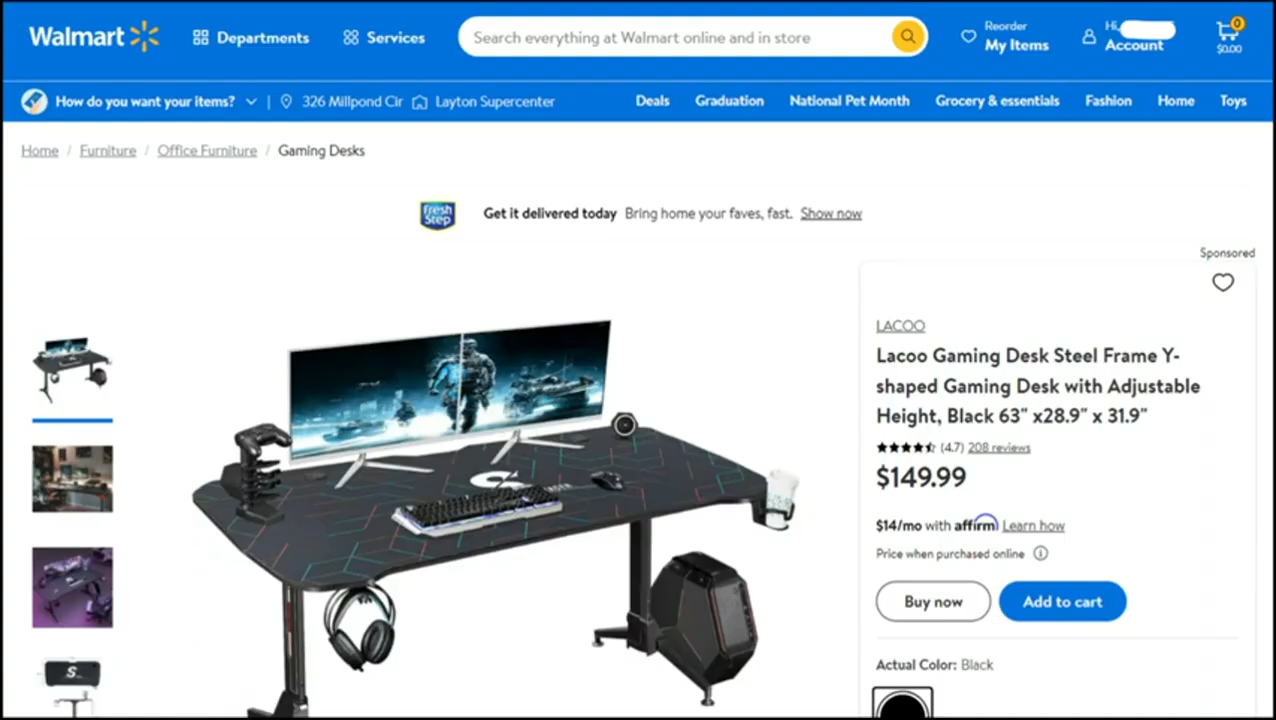 Walmart
Departments
Services
Search everything at Walmart online and in store
Reorder
My Items
Hi,
Account
0
$0.00
How do you want your items? | 326 Millpond Cir Layton Supercenter
Deals Graduation National Pet Month Grocery & essentials Fashion Home Toys
Home / Furniture / Office Furniture / Gaming Desks
Fresh Step
Get it delivered today Bring home your faves, fast. Show now
Sponsored
LACOO
Lacoo Gaming Desk Steel Frame Y-
shaped Gaming Desk with Adjustable
Height, Black 63" x28.9" x 31.9"
(4.7) 208 reviews
$149.99
$14/mo with affirm Learn how
Price when purchased online
Buy now
Add to cart
Actual Color: Black
S